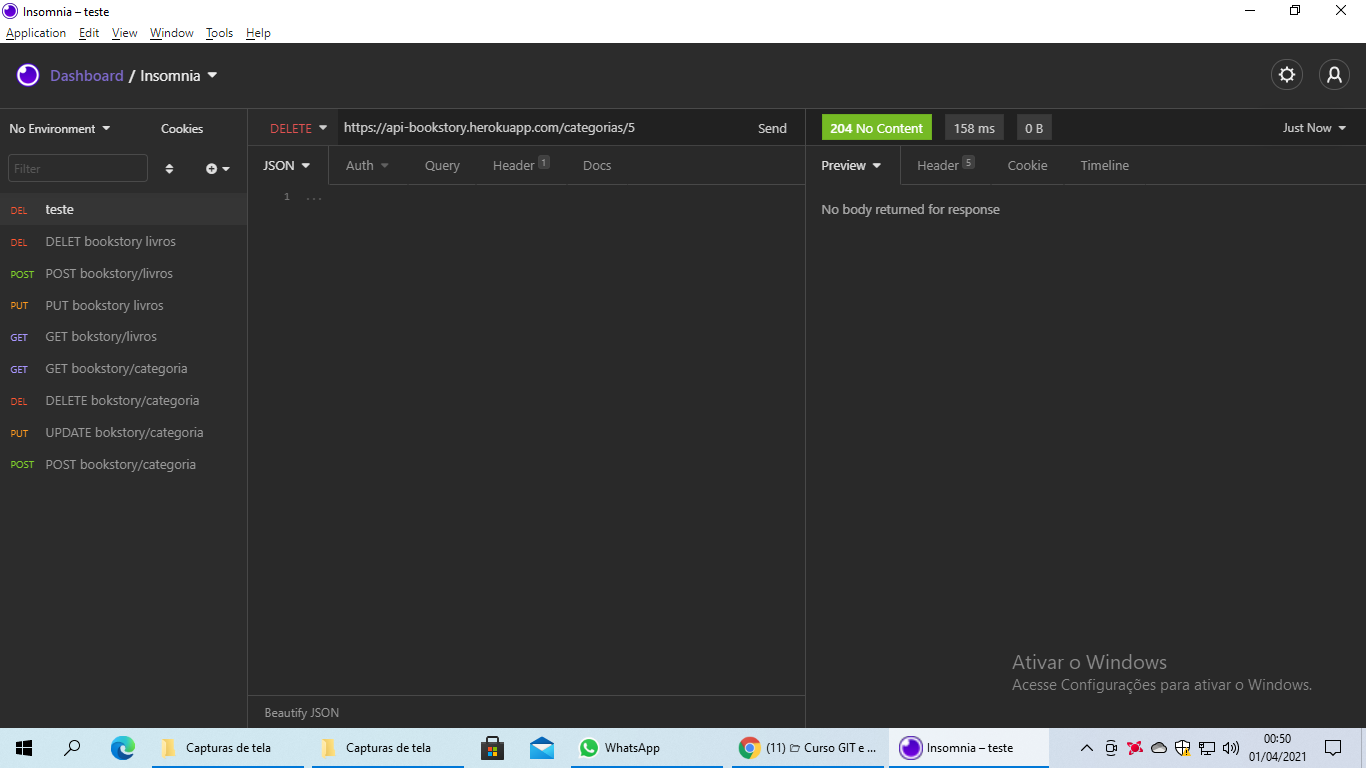 Insomnia – teste
Application Edit View Window Tools Help
Dashboard / Insomnia
No Environment Cookies
DELETE https://api-bookstory.herokuapp.com/categorias/5 Send
204 No Content 158 ms 0 B Just Now
Filter
JSON Auth Query Header 1 Docs
Preview Header 5 Cookie Timeline
1 ...
No body returned for response
DEL teste
DEL DELET bookstory livros
POST POST bookstory/livros
PUT PUT bookstory livros
GET GET bokstory/livros
GET GET bookstory/categoria
DEL DELETE bokstory/categoria
PUT UPDATE bokstory/categoria
POST POST bookstory/categoria
Ativar o Windows
Acesse Configurações para ativar o Windows.
Beautify JSON
Capturas de tela Capturas de tela WhatsApp (11) Curso GIT e ... Insomnia – teste
00:50
01/04/2021